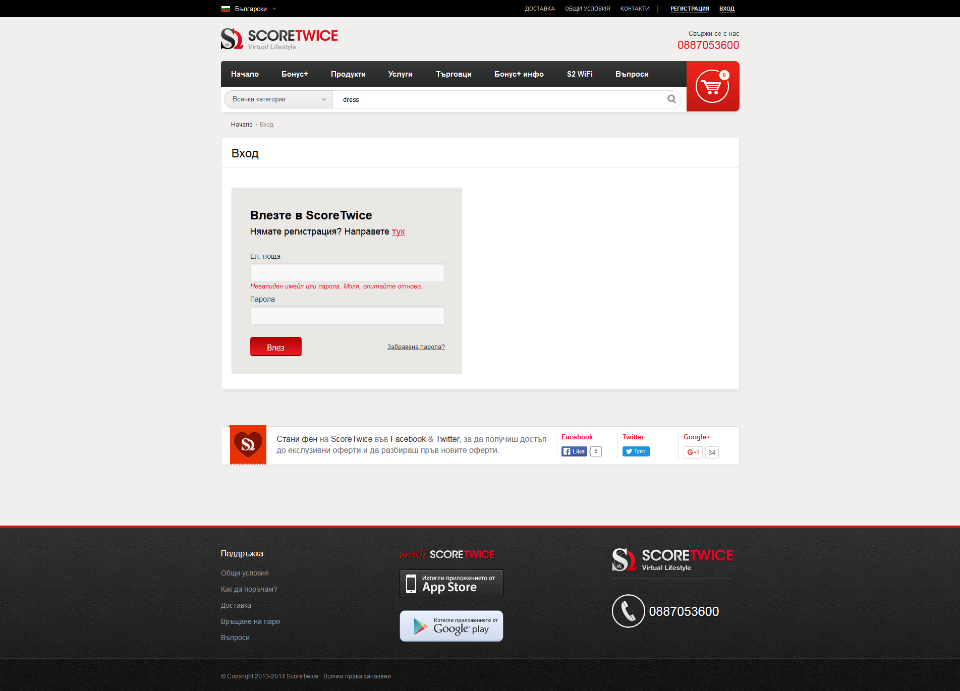 Български
ДОСТАВКА ОБЩИ УСЛОВИЯ КОНТАКТИ РЕГИСТРАЦИЯ ВХОД
SCORETWICE
Virtual Lifestyle
Свържи се с нас
0887053600
Начало Бонус+ Продукти Услуги Търговци Бонус+ инфо S2 WiFi Въпроси
0
Всички категории
dress
Начало › Вход
Вход
Влезте в ScoreTwice
Нямате регистрация? Направете тук
Ел. поща
Невалиден имейл или парола. Моля, опитайте отново.
Парола
Влез
Забравена парола?
Стани фен на ScoreTwice във Facebook & Twitter, за да получиш достъп
до ексклузивни оферти и да разбираш пръв новите оферти.
Facebook
Like 5
Twitter
Туит
Google+
G+1 34
Поддръжка
Общи условия
Как да поръчам?
Доставка
Връщане на пари
Въпроси
SCORETWICE
Изтегли приложението от
App Store
Изтегли приложението от
Google play
SCORETWICE
Virtual Lifestyle
0887053600
© Copyright 2013-2014 ScoreTwice · Всички права запазени